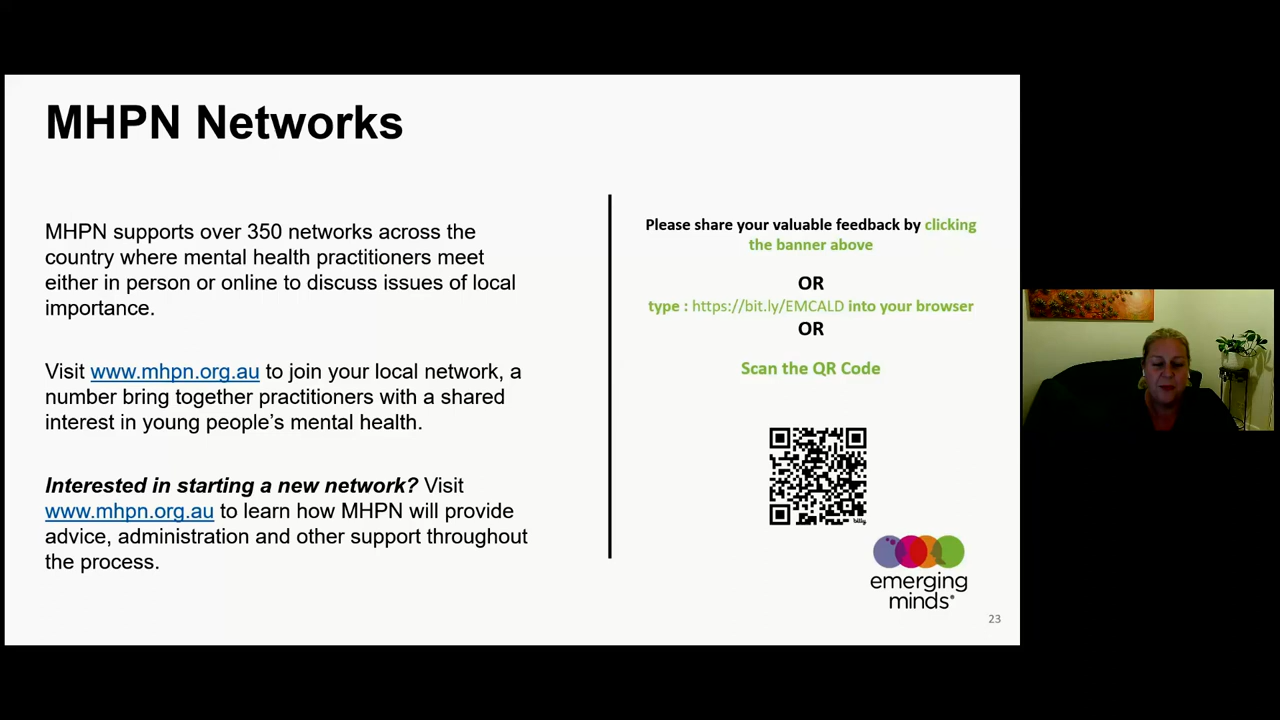 MHPN Networks
MHPN supports over 350 networks across the
country where mental health practitioners meet
either in person or online to discuss issues of local
importance.
Visit www.mhpn.org.au to join your local network, a
number bring together practitioners with a shared
interest in young people's mental health.
Interested in starting a new network? Visit
www.mhpn.org.au to learn how MHPN will provide
advice, administration and other support throughout
the process.
Please share your valuable feedback by clicking
the banner above
OR
type : https://bit.ly/EMCALD into your browser
OR
Scan the QR Code
bitly
emerging
minds
23